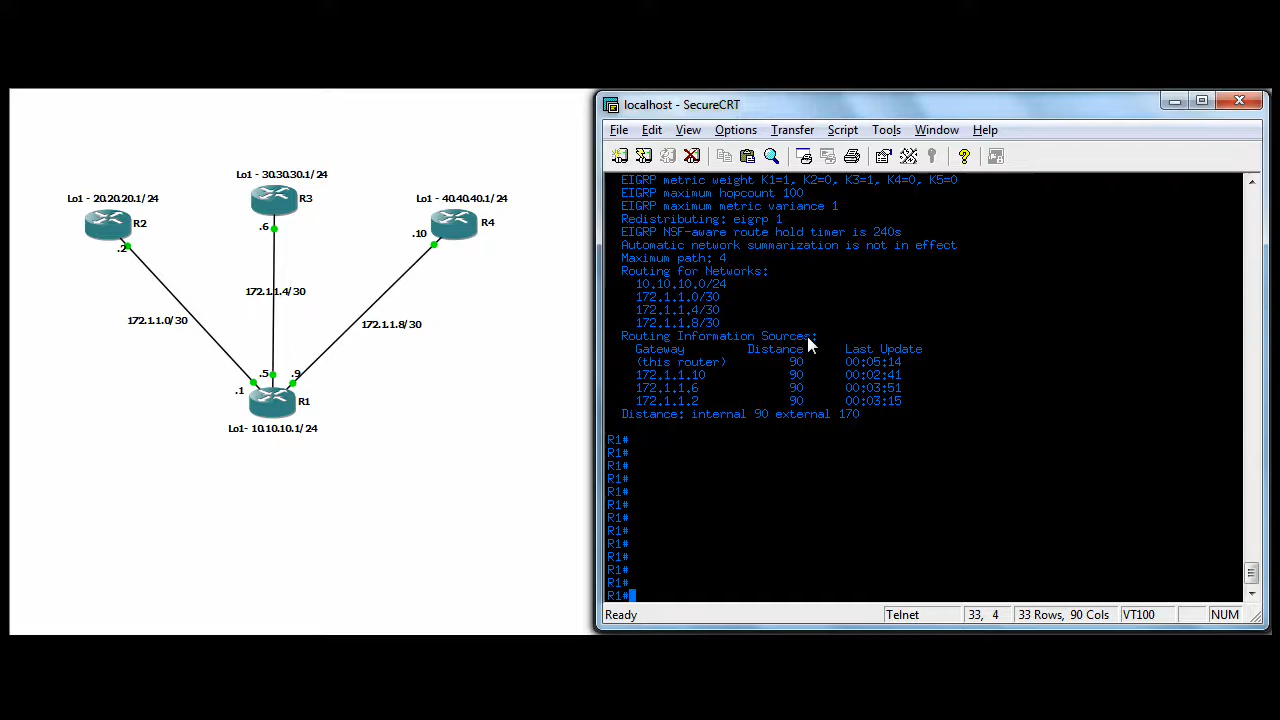 Lo1 - 30.30.30.1/24
Lo1 - 20.20.20.1/24
Lo1 - 40.40.40.1/24
R3
R2
R4
.6
.10
.2
172.1.1.4/30
172.1.1.0/30
172.1.1.8/30
.5
.9
.1
R1
Lo1- 10.10.10.1/24
localhost - SecureCRT
File Edit View Options Transfer Script Tools Window Help
EIGRP metric weight K1=1, K2=0, K3=1, K4=0, K5=0
EIGRP maximum hopcount 100
EIGRP maximum metric variance 1
Redistributing: eigrp 1
EIGRP NSF-aware route hold timer is 240s
Automatic network summarization is not in effect
Maximum path: 4
Routing for Networks:
10.10.10.0/24
172.1.1.0/30
172.1.1.4/30
172.1.1.8/30
Routing Information Sources:
Gateway Distance Last Update
(this router) 90 00:05:14
172.1.1.10 90 00:02:41
172.1.1.6 90 00:03:51
172.1.1.2 90 00:03:15
Distance: internal 90 external 170
R1#
R1#
R1#
R1#
R1#
R1#
R1#
R1#
R1#
R1#
R1#
R1#
R1#
Ready Telnet 33, 4 33 Rows, 90 Cols VT100 NUM